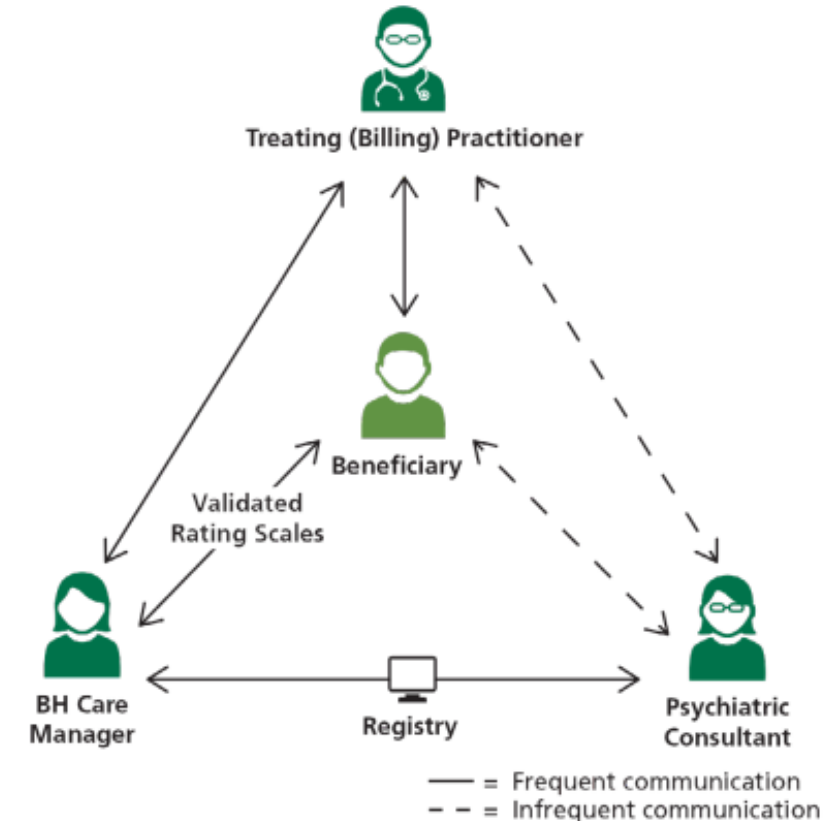 Treating (Billing) Practitioner
Beneficiary
Validated
Rating Scales
BH Care
Manager
Registry
Psychiatric
Consultant
= Frequent communication
= Infrequent communication